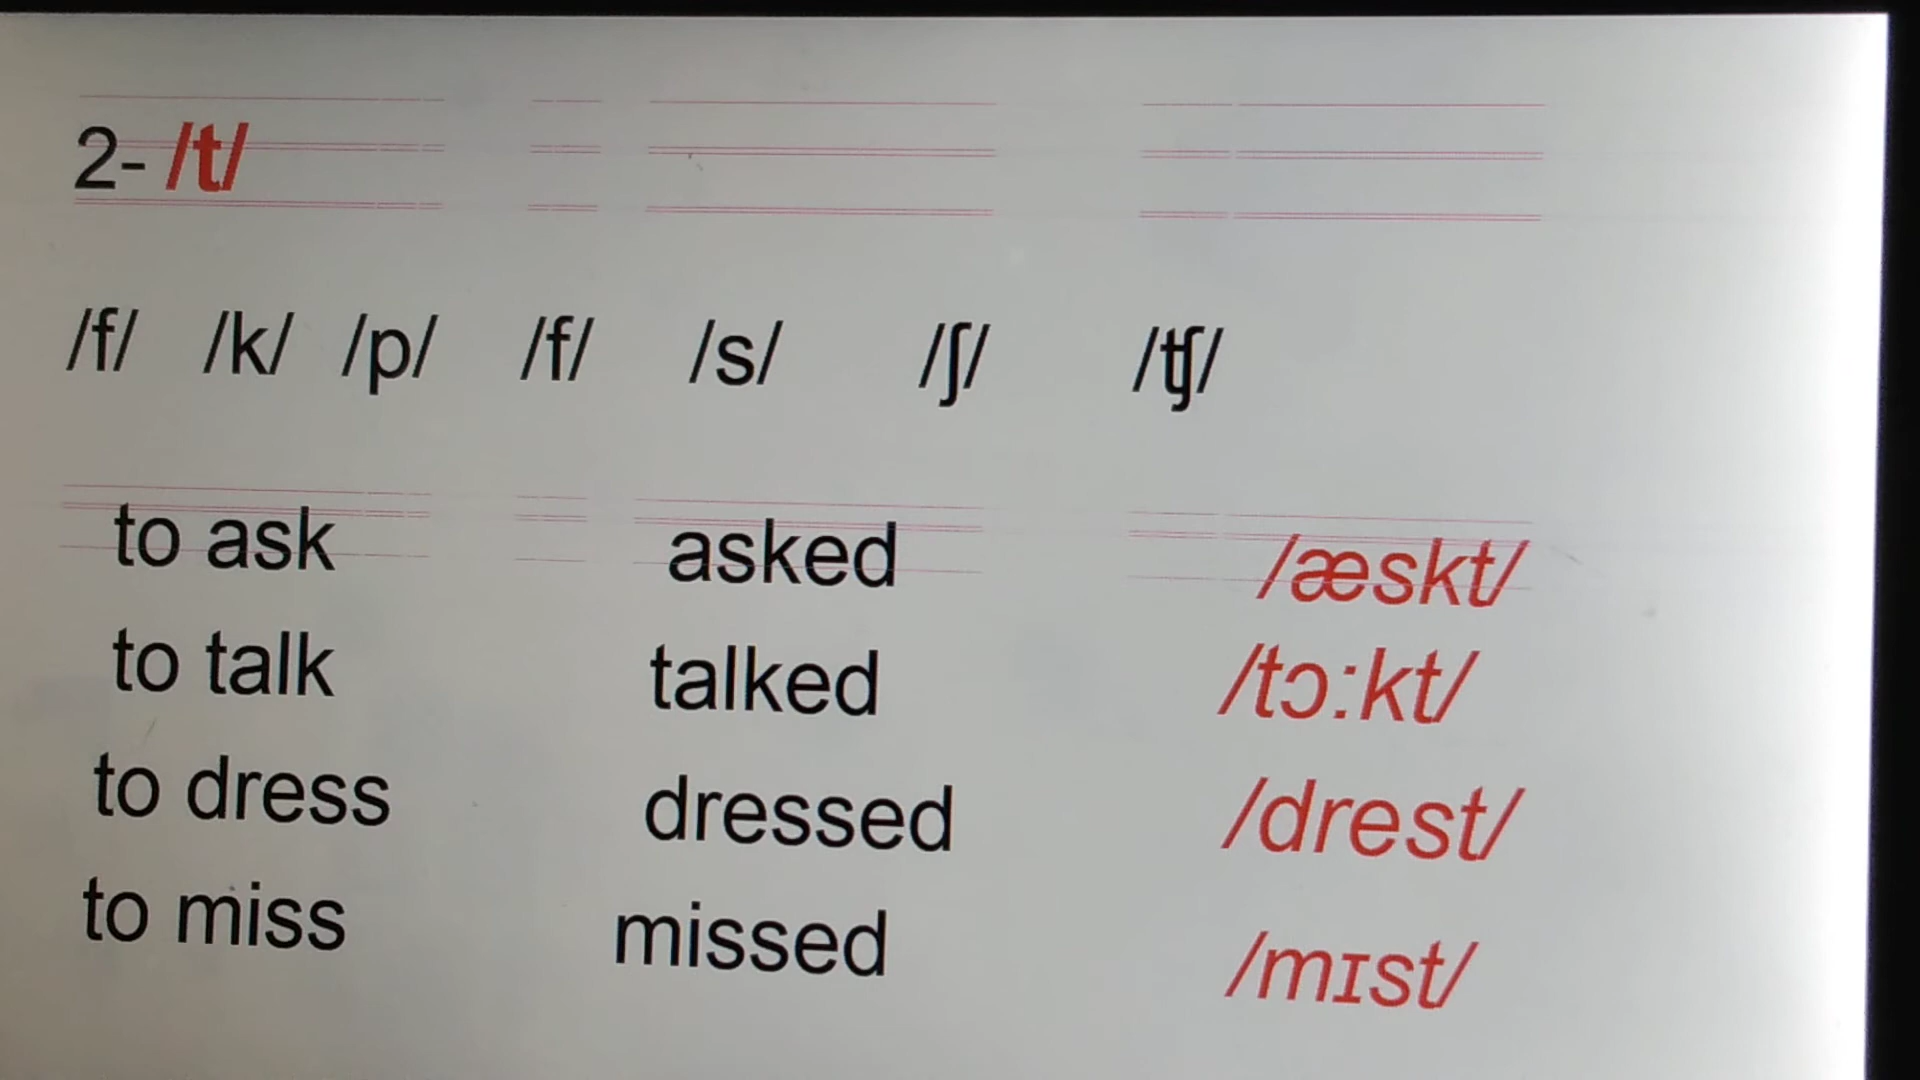 2- /t/
/f/ /k/ /p/ /f/ /s/ /ʃ/ /ʧ/
to ask asked /æskt/
to talk talked /tɔ:kt/
to dress dressed /drest/
to miss missed /mɪst/